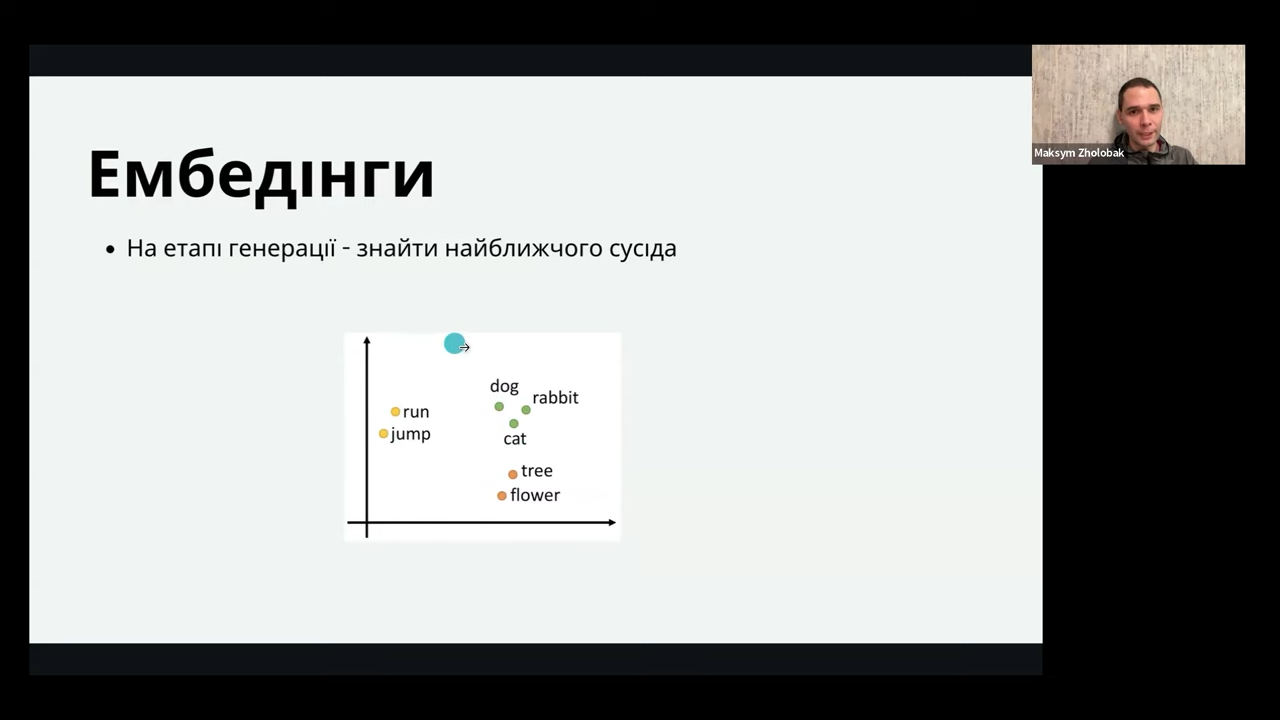 Ембедінги
• На етапі генерації - знайти найближчого сусіда
dog
rabbit
run
jump
cat
tree
flower
Maksym Zholobak